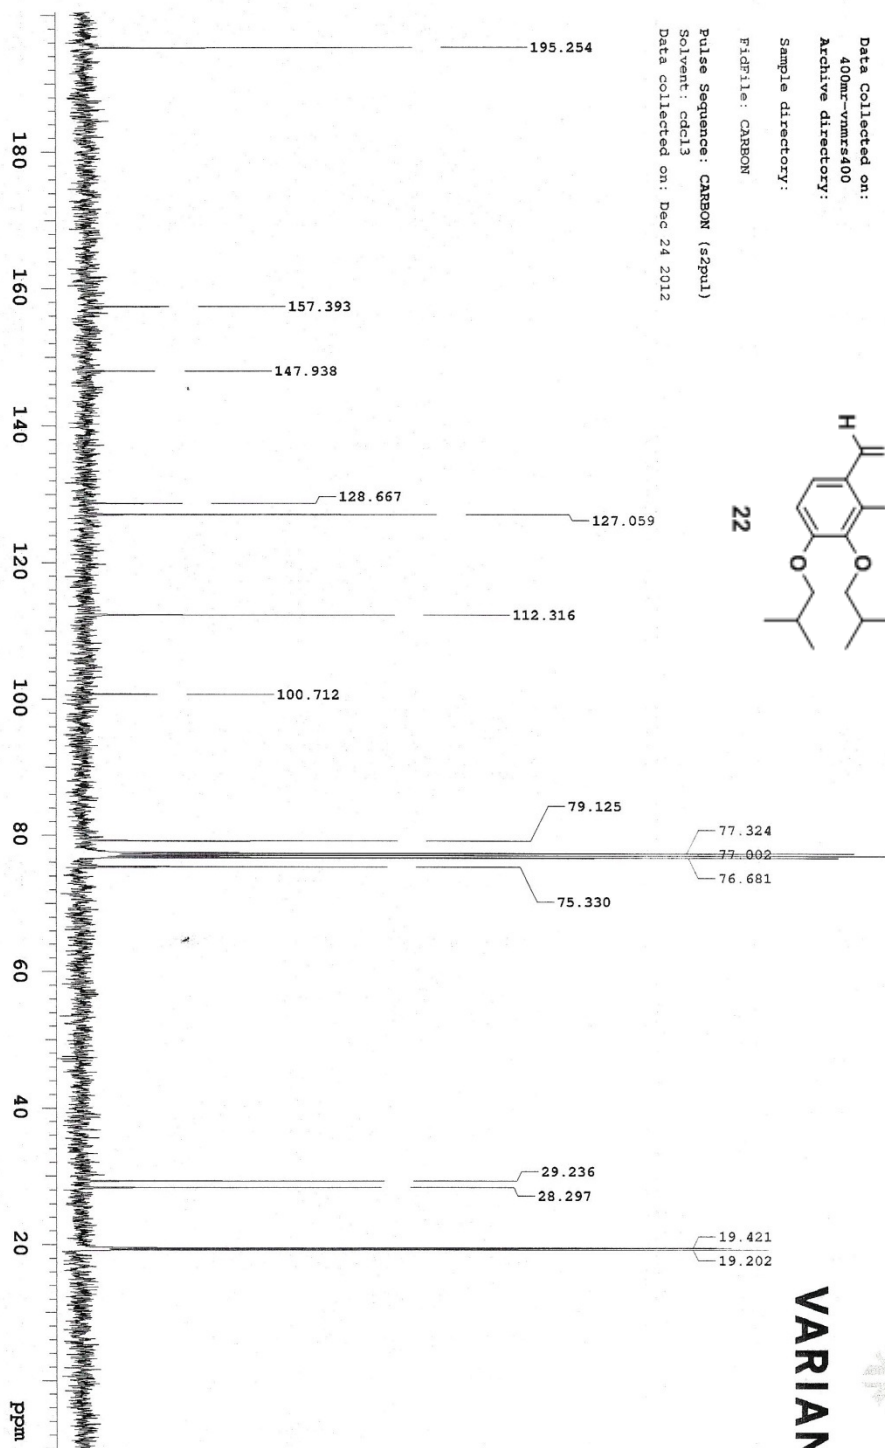 Data Collected on:
400mr-vnmrs400
Archive directory:
Sample directory:
FidFile: CARBON
Pulse Sequence: CARBON (s2pul)
Solvent: cdcl3
Data collected on: Dec 24 2012
H
O
O
22
VARIAN
195.254
157.393
147.938
128.667
127.059
112.316
100.712
79.125
77.324
77.002
76.681
75.330
29.236
28.297
19.421
19.202
180
160
140
120
100
80
60
40
20
ppm